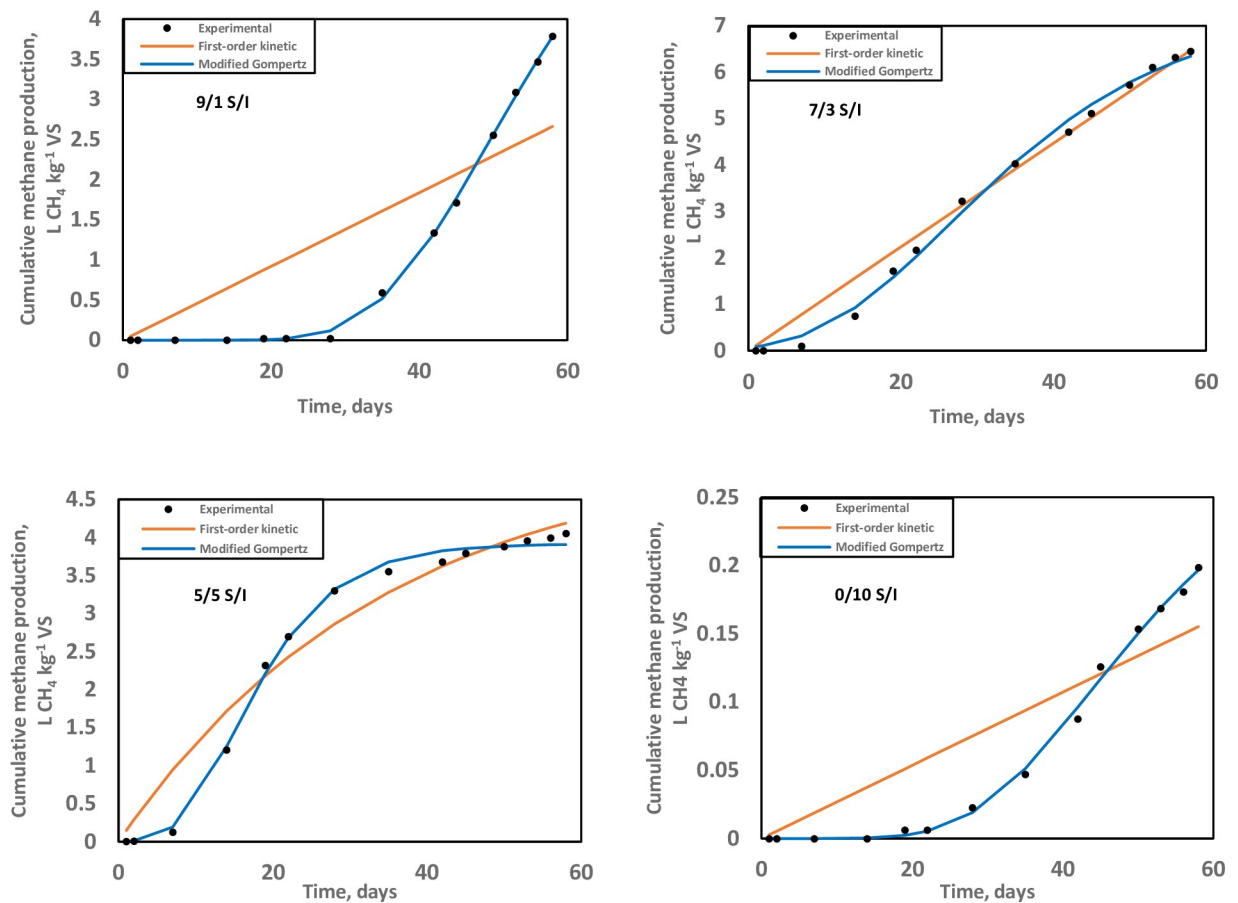 Cumulative methane production,
L CH₄ kg⁻¹ VS
4
3.5
3
2.5
2
1.5
1
0.5
0
Experimental
First-order kinetic
Modified Gompertz
9/1 S/I
0 20 40 60
Time, days
Cumulative methane production,
L CH₄ kg⁻¹ VS
7
6
5
4
3
2
1
0
Experimental
First-order kinetic
Modified Gompertz
7/3 S/I
0 20 40 60
Time, days
Cumulative methane production,
L CH₄ kg⁻¹ VS
4.5
4
3.5
3
2.5
2
1.5
1
0.5
0
Experimental
First-order kinetic
Modified Gompertz
5/5 S/I
0 20 40 60
Time, days
Cumulative methane production,
L CH4 kg⁻¹ VS
0.25
0.2
0.15
0.1
0.05
0
Experimental
First-order kinetic
Modified Gompertz
0/10 S/I
0 20 40 60
Time, days